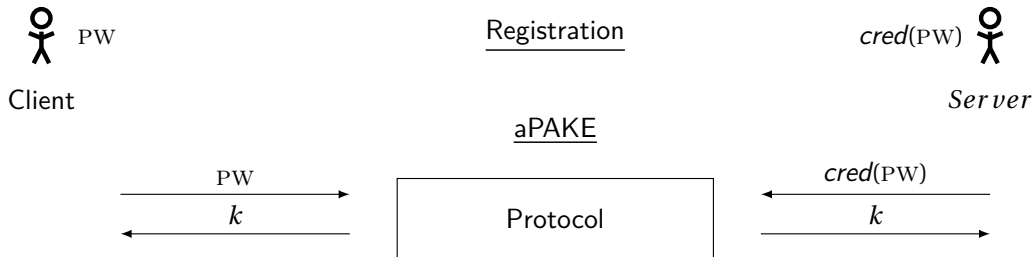 PW Registration cred(PW)
Client Server
aPAKE
PW cred(PW)
k Protocol k